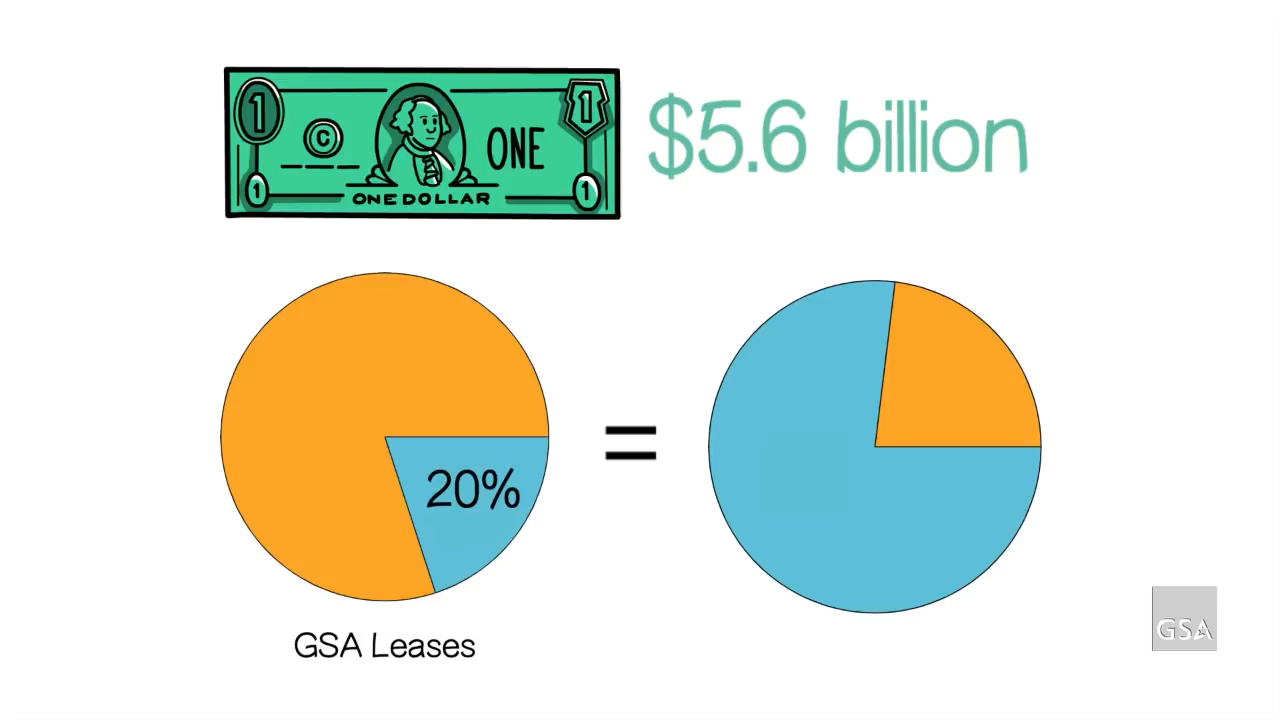 1
1
C
ONE
1
1
ONE DOLLAR
$5.6 billion
20%
=
GSA Leases
GSA